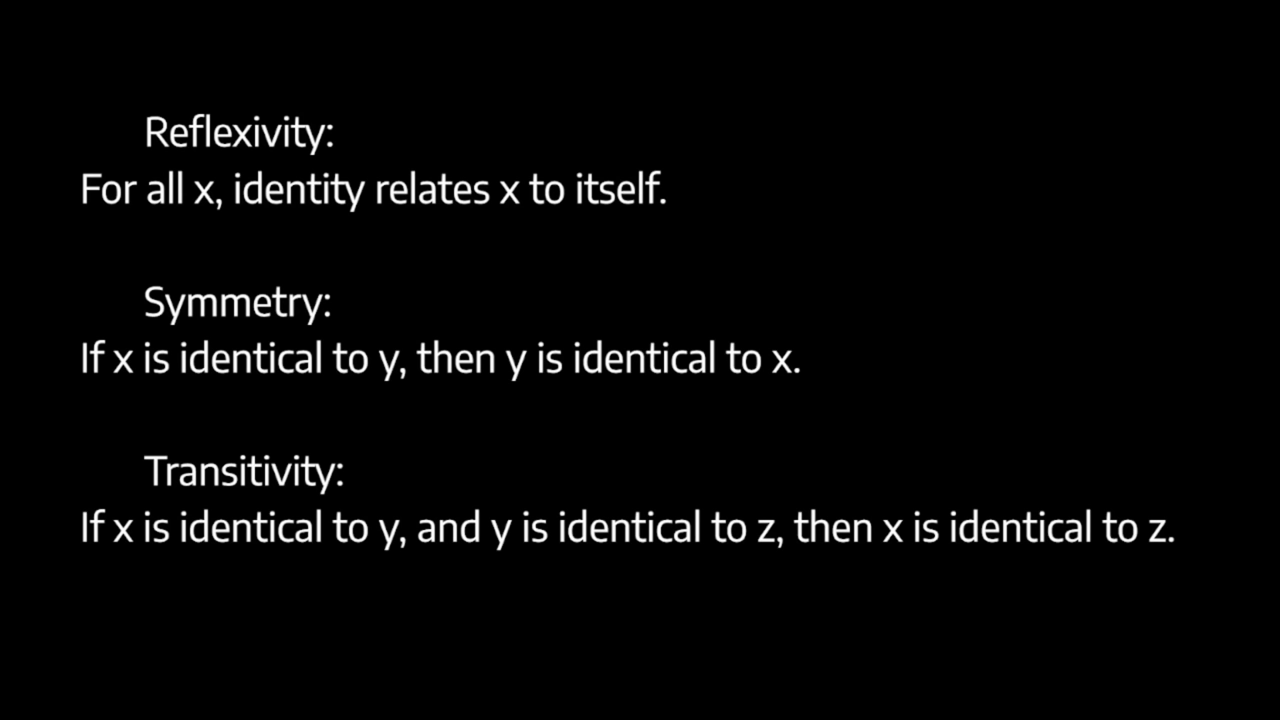 Reflexivity:
For all x, identity relates x to itself.
Symmetry:
If x is identical to y, then y is identical to x.
Transitivity:
If x is identical to y, and y is identical to z, then x is identical to z.